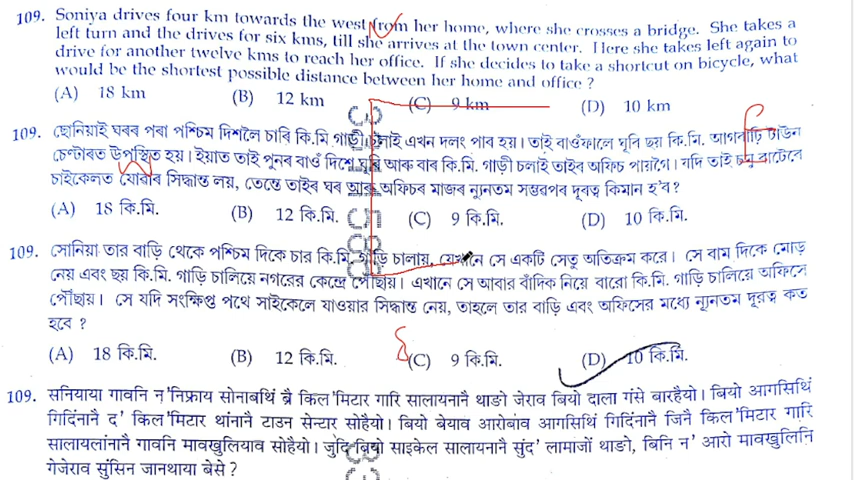 109. Soniya drives four km towards the west from her home, where she crosses a bridge. She takes a
left turn and the drives for six kms, till she arrives at the town center. Here she takes left again to
drive for another twelve kms to reach her office. If she decides to take a shortcut on bicycle, what
would be the shortest possible distance between her home and office ?
(A) 18 km (B) 12 km (C) 9 km (D) 10 km
109. ছোনিয়াই ঘৰৰ পৰা পশ্চিম দিশলৈ চাৰি কি.মি গাড়ী চলাই এখন দলং পাৰ হয়। তাই বাওঁফালে ঘূৰি ছয় কি.মি. আগবাঢ়ি টাউন
চেণ্টাৰত উপস্থিত হয়। ইয়াত তাই পুনৰ বাওঁ দিশে ঘূৰি আৰু বাৰ কি.মি. গাড়ী চলাই তাইৰ অফিচ পায়গৈ। যদি তাই চমু বাটেৰে
চাইকেলত যোৱাৰ সিদ্ধান্ত লয়, তেন্তে তাইৰ ঘৰ আৰু অফিচৰ মাজৰ ন্যূনতম সম্ভৱপৰ দূৰত্ব কিমান হ'ব?
(A) 18 কি.মি. (B) 12 কি.মি. (C) 9 কি.মি. (D) 10 কি.মি.
109. সোনিয়া তার বাড়ি থেকে পশ্চিম দিকে চার কি.মি. গাড়ি চালায়, যেখানে সে একটি সেতু অতিক্রম করে। সে বাম দিকে মোড়
নেয় এবং ছয় কি.মি. গাড়ি চালিয়ে নগরের কেন্দ্রে পৌঁছায়। এখানে সে আবার বাঁদিক নিয়ে বারো কি.মি. গাড়ি চালিয়ে অফিসে
পৌঁছায়। সে যদি সংক্ষিপ্ত পথে সাইকেলে যাওয়ার সিদ্ধান্ত নেয়, তাহলে তার বাড়ি এবং অফিসের মধ্যে ন্যূনতম দূরত্ব কত
হবে ?
(A) 18 কি.মি. (B) 12 কি.মি. (C) 9 কি.মি. (D) 10 কি.মি.
109. सनियाया गावनि न'निफ्राय सोनाबथिं ब्रै किल'मिटार गारि सालायनानै थाङो जेराव बियो दाला गंसे बारहैयो। बियो आगसिथिं
गिदिंनानै द' किल'मिटार थांनानै टाउन सेन्टार सोहैयो। बियो बेयाव आरोबाव आगसिथिं गिदिंनानै जिनै किल'मिटार गारि
सालायलांनानै गावनि मावखुलियाव सोहैयो। जुदि बियो साइकेल सालायनानै सुंद' लामाजों थाङो, बिनि न' आरो मावखुलिनि
गेजेराव सुंसिन जानथाया बेसे ?